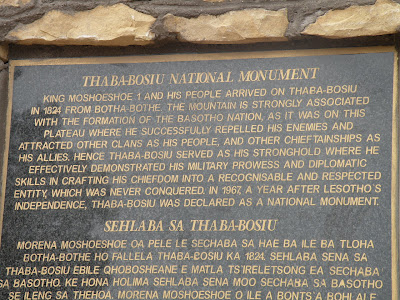 THABA-BOSIU NATIONAL MONUMENT
KING MOSHOESHOE 1 AND HIS PEOPLE ARRIVED ON THABA-BOSIU
IN 1824 FROM BOTHA-BOTHE. THE MOUNTAIN IS STRONGLY ASSOCIATED
WITH THE FORMATION OF THE BASOTHO NATION, AS IT WAS ON THIS
PLATEAU WHERE HE SUCCESSFULLY REPELLED HIS ENEMIES AND
ATTRACTED OTHER CLANS AS HIS PEOPLE, AND OTHER CHIEFTAINSHIPS AS
HIS ALLIES. HENCE THABA-BOSIU SERVED AS HIS STRONGHOLD WHERE HE
EFFECTIVELY DEMONSTRATED HIS MILITARY PROWESS AND DIPLOMATIC
SKILLS IN CRAFTING HIS CHIEFDOM INTO A RECOGNISABLE AND RESPECTED
ENTITY, WHICH WAS NEVER CONQUERED. IN 1967, A YEAR AFTER LESOTHO'S
INDEPENDENCE, THABA-BOSIU WAS DECLARED AS A NATIONAL MONUMENT.
SEHLABA SA THABA-BOSIU
MORENA MOSHOESHOE OA PELE LE SECHABA SA HAE BA ILE BA TLOHA
BOTHA-BOTHE HO FALLELA THABA-BOSIU KA 1824. SEHLABA SENA SA
THABA-BOSIU EBILE QHOBOSHEANE E MATLA TS'IRELETSONG EA SECHABA
SA BASOTHO. KE HONA HOLIMA SEHLABA SENA MOO SECHABA SA BASOTHO
SE ILENG SA THEHOA. MORENA MOSHOESHOE O ILE A BONTS'A BOHLALE